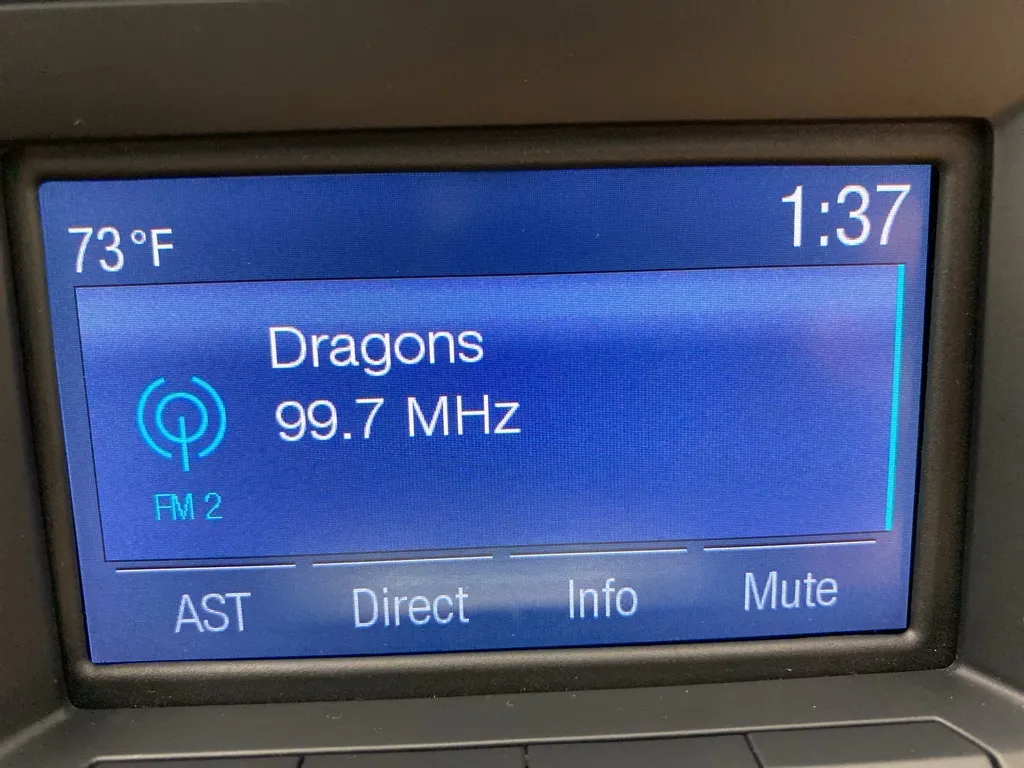 73°F
1:37
Dragons
99.7 MHz
FM 2
AST
Direct
Info
Mute